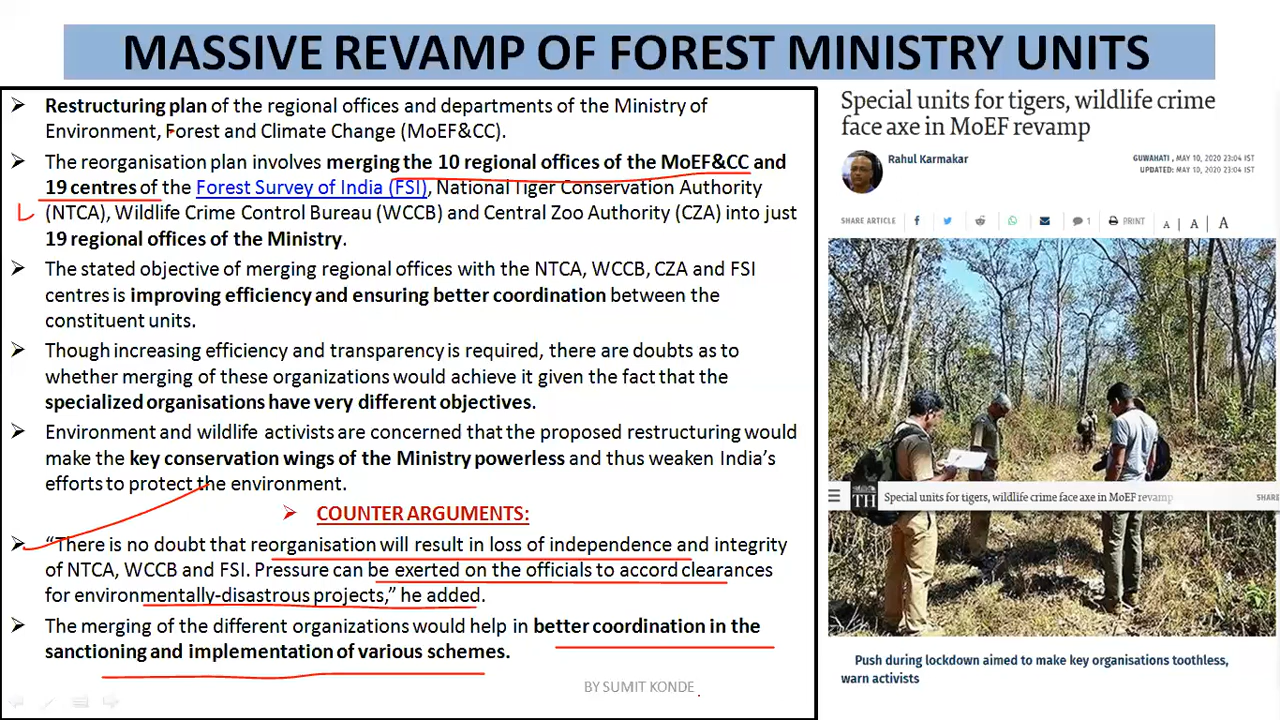 MASSIVE REVAMP OF FOREST MINISTRY UNITS
➢ Restructuring plan of the regional offices and departments of the Ministry of
Environment, Forest and Climate Change (MoEF&CC).
➢ The reorganisation plan involves merging the 10 regional offices of the MoEF&CC and
19 centres of the Forest Survey of India (FSI), National Tiger Conservation Authority
(NTCA), Wildlife Crime Control Bureau (WCCB) and Central Zoo Authority (CZA) into just
19 regional offices of the Ministry.
➢ The stated objective of merging regional offices with the NTCA, WCCB, CZA and FSI
centres is improving efficiency and ensuring better coordination between the
constituent units.
➢ Though increasing efficiency and transparency is required, there are doubts as to
whether merging of these organizations would achieve it given the fact that the
specialized organisations have very different objectives.
➢ Environment and wildlife activists are concerned that the proposed restructuring would
make the key conservation wings of the Ministry powerless and thus weaken India's
efforts to protect the environment.
➢ COUNTER ARGUMENTS:
➢ “There is no doubt that reorganisation will result in loss of independence and integrity
of NTCA, WCCB and FSI. Pressure can be exerted on the officials to accord clearances
for environmentally-disastrous projects,” he added.
➢ The merging of the different organizations would help in better coordination in the
sanctioning and implementation of various schemes.
BY SUMIT KONDE
Special units for tigers, wildlife crime
face axe in MoEF revamp
Rahul Karmakar
GUWAHATI , MAY 10, 2020 23:04 IST
UPDATED: MAY 10, 2020 23:04 IST
SHARE ARTICLE 1 PRINT A | A | A
TH Special units for tigers, wildlife crime face axe in MoEF revamp SHARE
Push during lockdown aimed to make key organisations toothless,
warn activists